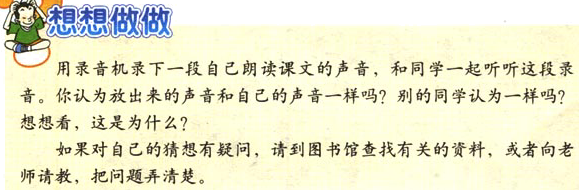 想想做做
用录音机录下一段自己朗读课文的声音，和同学一起听听这段录
音。你认为放出来的声音和自己的声音一样吗？别的同学认为一样吗？
想想看，这是为什么？
如果对自己的猜想有疑问，请到图书馆查找有关的资料，或者向老
师请教，把问题弄清楚。